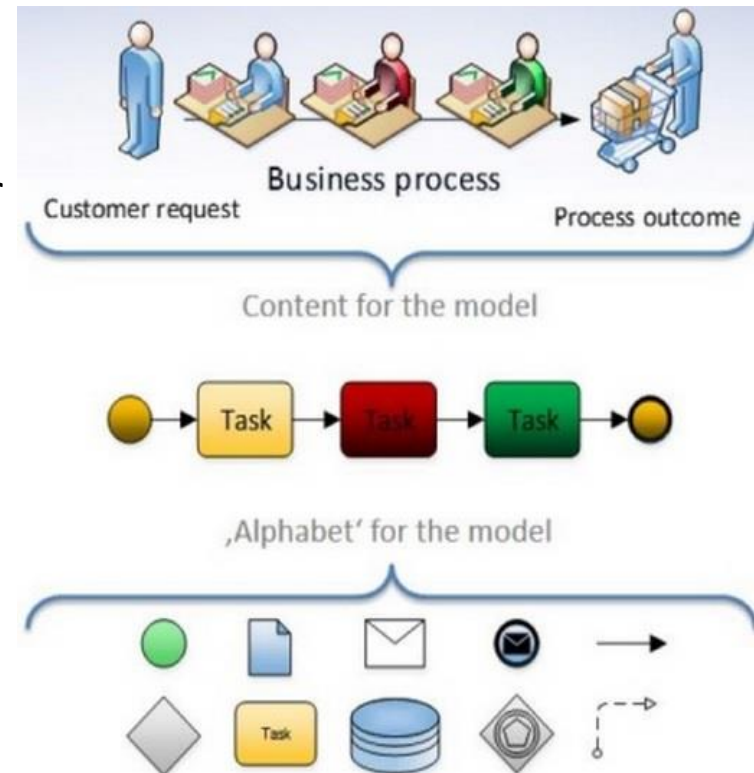 Business process
Customer request
Process outcome
Content for the model
Task
Task
Task
‚Alphabet‘ for the model
Task